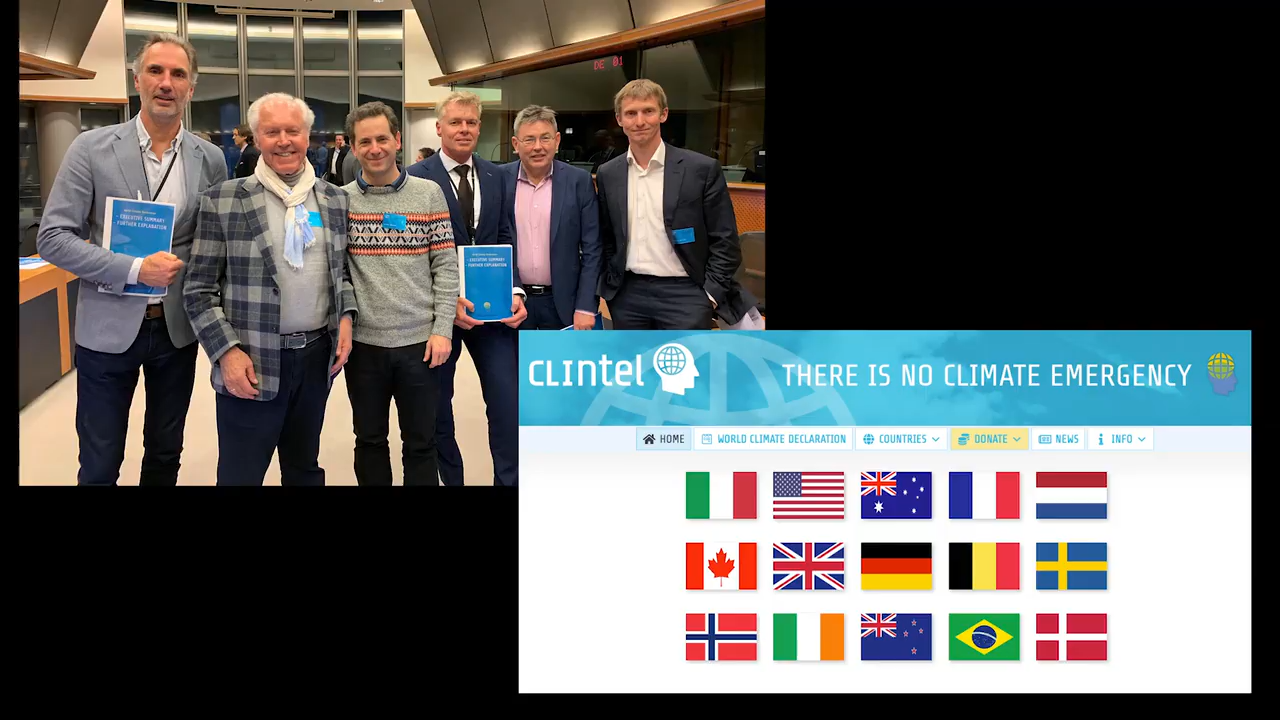 DE 01
- EXECUTIVE SUMMARY
- FURTHER EXPLANATION
- EXECUTIVE SUMMARY
- FURTHER EXPLANATION
CLIntel
THERE IS NO CLIMATE EMERGENCY
HOME
WORLD CLIMATE DECLARATION
COUNTRIES
DONATE
NEWS
INFO